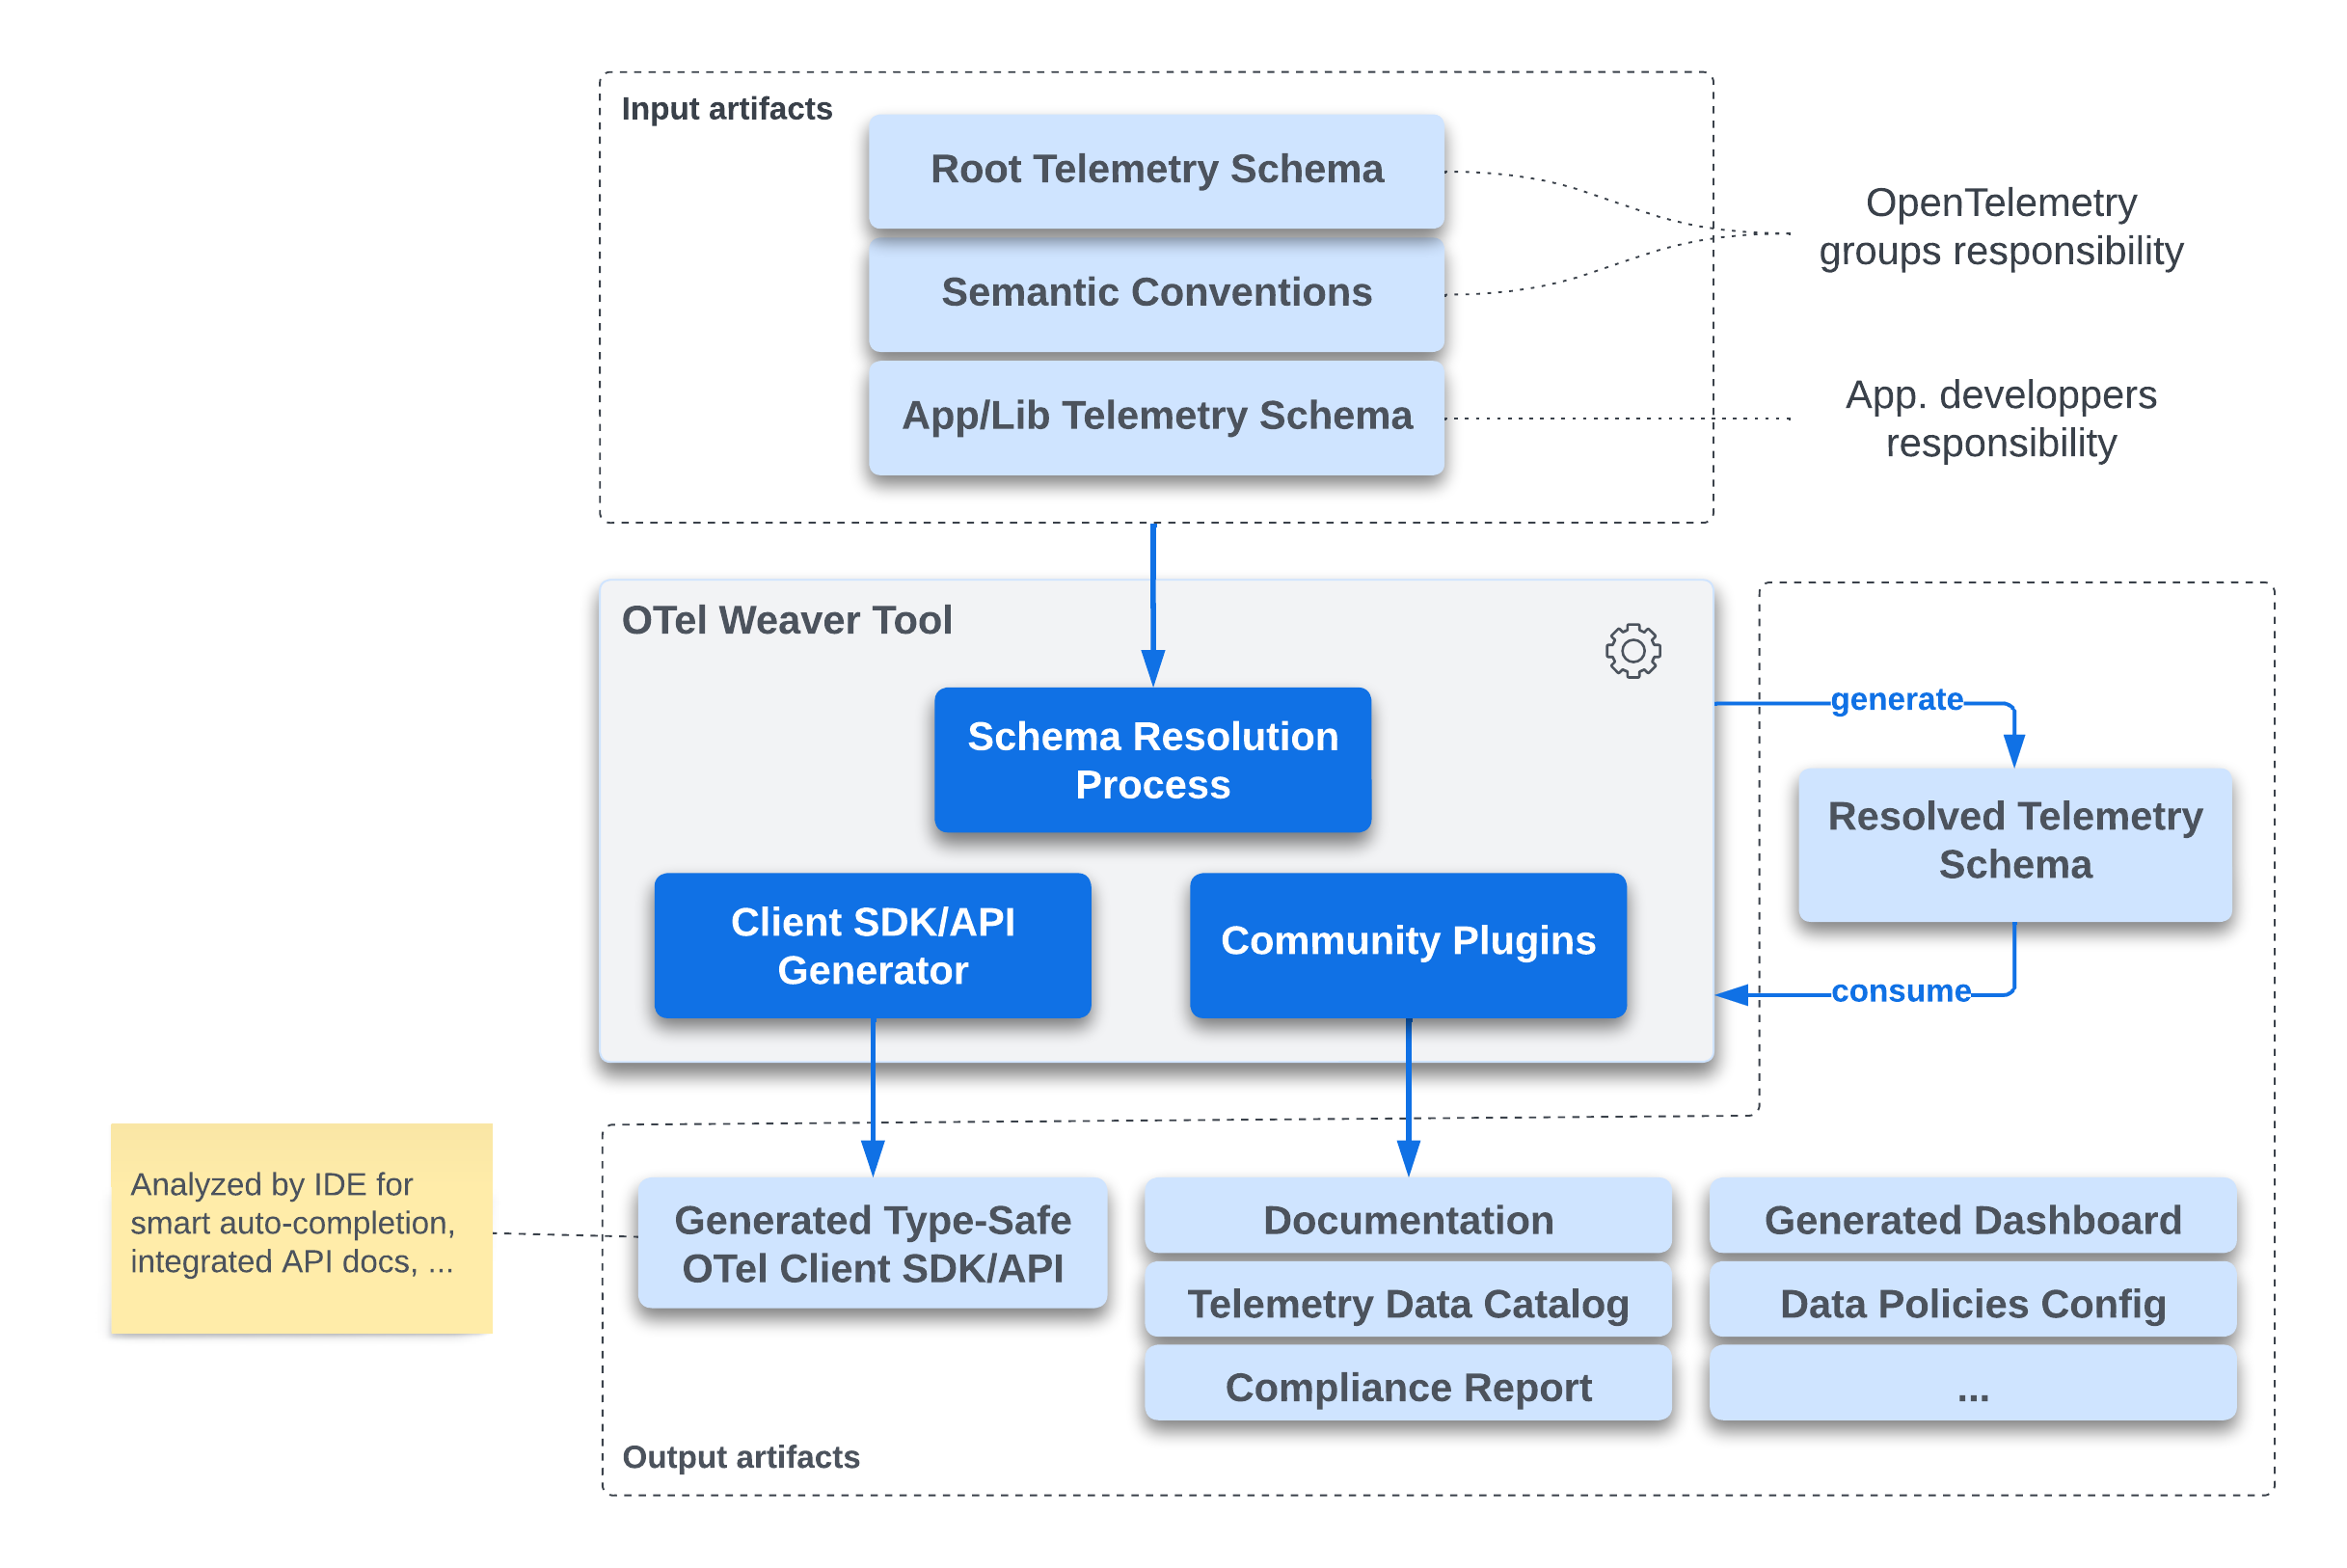 Input artifacts
Root Telemetry Schema
Semantic Conventions
App/Lib Telemetry Schema
OpenTelemetry
groups responsibility
App. developpers
responsibility
OTel Weaver Tool
Schema Resolution
Process
Client SDK/API
Generator
Community Plugins
generate
Resolved Telemetry
Schema
consume
Analyzed by IDE for
smart auto-completion,
integrated API docs, ...
Generated Type-Safe
OTel Client SDK/API
Documentation
Telemetry Data Catalog
Compliance Report
Generated Dashboard
Data Policies Config
...
Output artifacts